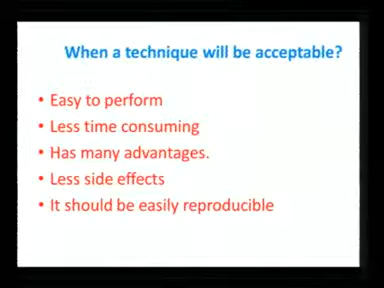 When a technique will be acceptable?
• Easy to perform
• Less time consuming
• Has many advantages.
• Less side effects
• It should be easily reproducible